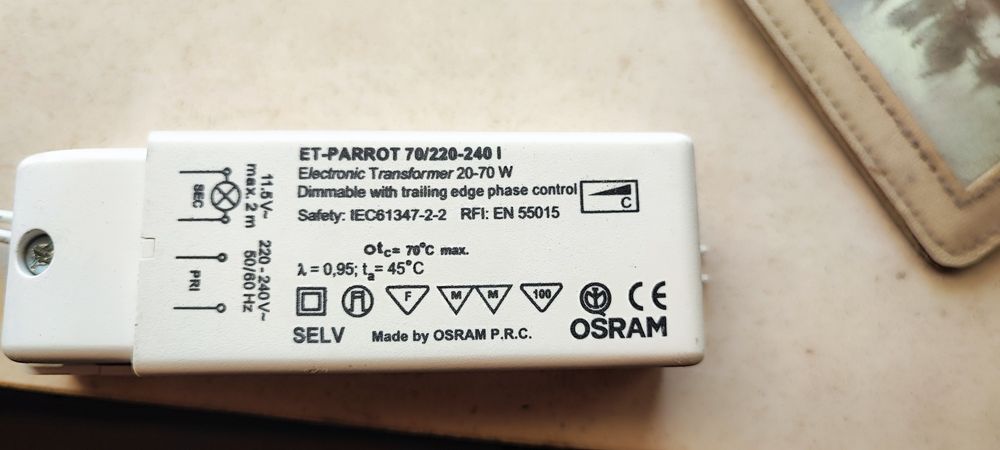 ET-PARROT 70/220-240 I
Electronic Transformer 20-70 W
Dimmable with trailing edge phase control
C
Safety: IEC61347-2-2 RFI: EN 55015
tc= 70°C max.
λ = 0,95; ta= 45°C
F
M M
100
SELV
Made by OSRAM P.R.C.
CE
OSRAM
11.5V~
max. 2 m
SEC
220 - 240V~
50/60 Hz
PRI